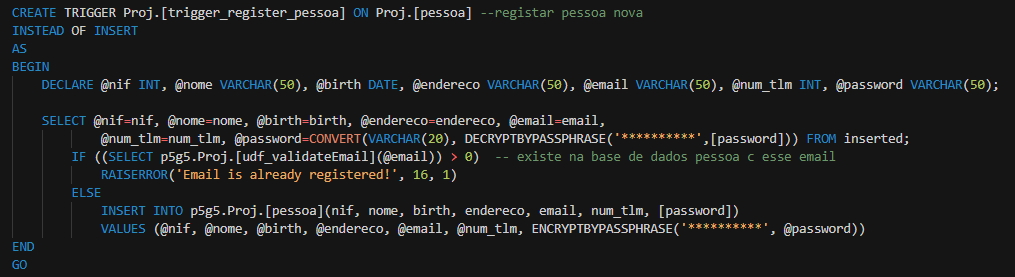 CREATE TRIGGER Proj.[trigger_register_pessoa] ON Proj.[pessoa] --registar pessoa nova
INSTEAD OF INSERT
AS
BEGIN
    DECLARE @nif INT, @nome VARCHAR(50), @birth DATE, @endereco VARCHAR(50), @email VARCHAR(50), @num_tlm INT, @password VARCHAR(50);

    SELECT @nif=nif, @nome=nome, @birth=birth, @endereco=endereco, @email=email,
            @num_tlm=num_tlm, @password=CONVERT(VARCHAR(20), DECRYPTBYPASSPHRASE('**********',[password])) FROM inserted;
        IF ((SELECT p5g5.Proj.[udf_validateEmail](@email)) > 0)  -- existe na base de dados pessoa c esse email
            RAISERROR('Email is already registered!', 16, 1)
        ELSE
            INSERT INTO p5g5.Proj.[pessoa](nif, nome, birth, endereco, email, num_tlm, [password])
            VALUES (@nif, @nome, @birth, @endereco, @email, @num_tlm, ENCRYPTBYPASSPHRASE('**********', @password))
END
GO